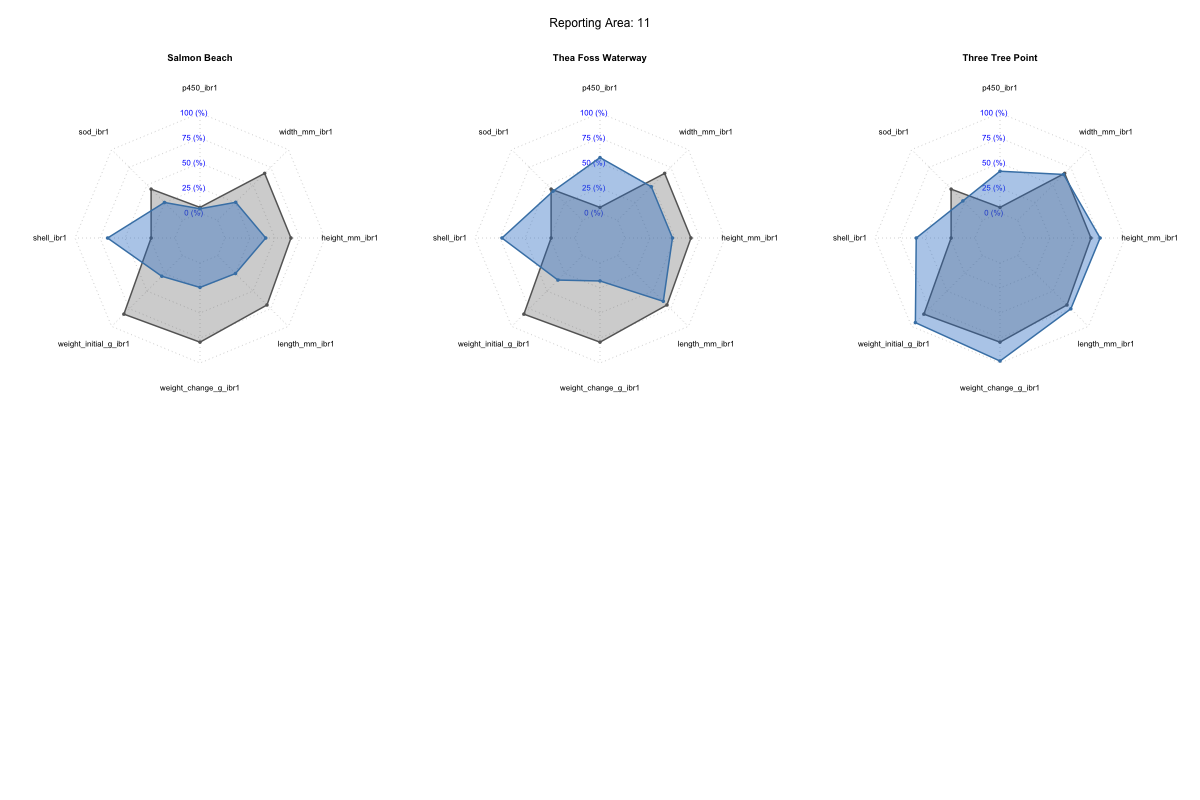 Reporting Area: 11
Salmon Beach
p450_ibr1
100 (%)
sod_ibr1
width_mm_ibr1
75 (%)
50 (%)
25 (%)
0 (%)
shell_ibr1
height_mm_ibr1
weight_initial_g_ibr1
length_mm_ibr1
weight_change_g_ibr1
Thea Foss Waterway
p450_ibr1
100 (%)
sod_ibr1
width_mm_ibr1
75 (%)
50 (%)
25 (%)
0 (%)
shell_ibr1
height_mm_ibr1
weight_initial_g_ibr1
length_mm_ibr1
weight_change_g_ibr1
Three Tree Point
p450_ibr1
100 (%)
sod_ibr1
width_mm_ibr1
75 (%)
50 (%)
25 (%)
0 (%)
shell_ibr1
height_mm_ibr1
weight_initial_g_ibr1
length_mm_ibr1
weight_change_g_ibr1